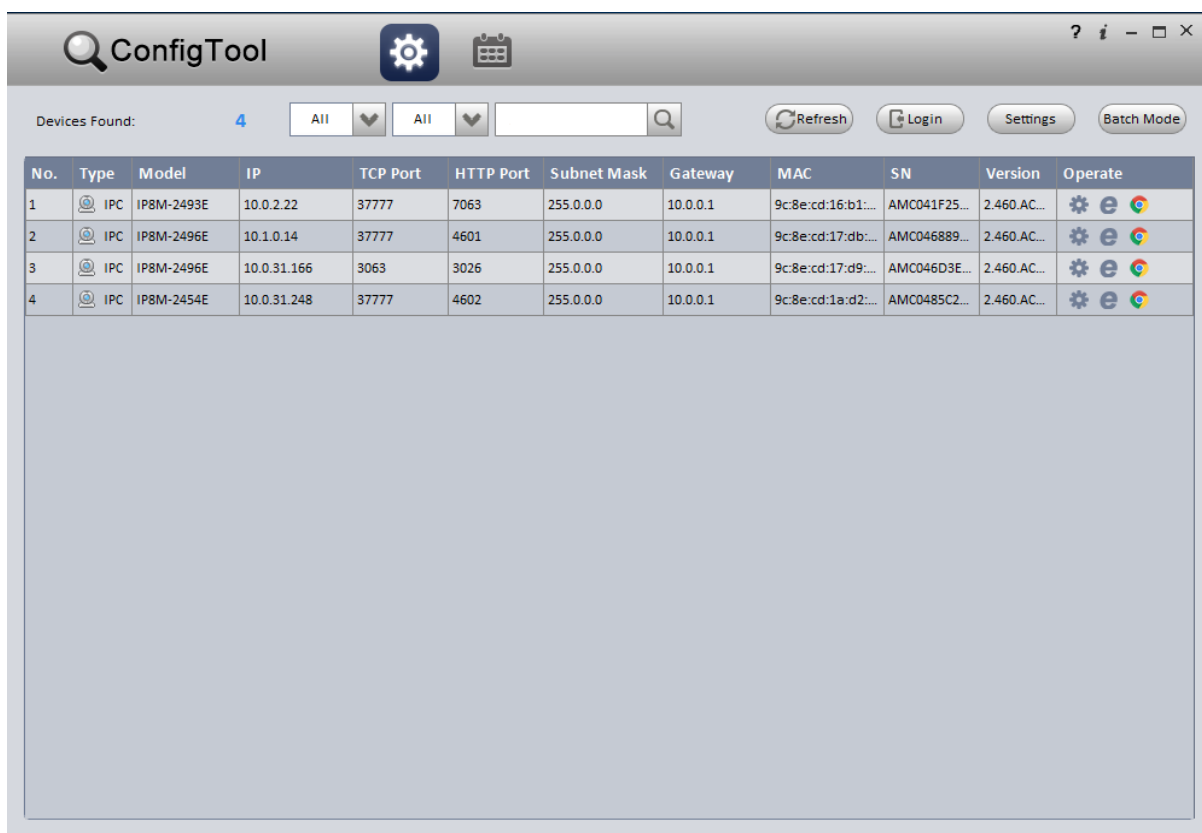 ConfigTool ? i
Devices Found: 4 All All Refresh Login Settings Batch Mode
No. Type Model IP TCP Port HTTP Port Subnet Mask Gateway MAC SN Version Operate
1 IPC IP8M-2493E 10.0.2.22 37777 7063 255.0.0.0 10.0.0.1 9c:8e:cd:16:b1:... AMC041F25... 2.460.AC...
2 IPC IP8M-2496E 10.1.0.14 37777 4601 255.0.0.0 10.0.0.1 9c:8e:cd:17:db:... AMC046889... 2.460.AC...
3 IPC IP8M-2496E 10.0.31.166 3063 3026 255.0.0.0 10.0.0.1 9c:8e:cd:17:d9:... AMC046D3E... 2.460.AC...
4 IPC IP8M-2454E 10.0.31.248 37777 4602 255.0.0.0 10.0.0.1 9c:8e:cd:1a:d2:... AMC0485C2... 2.460.AC...